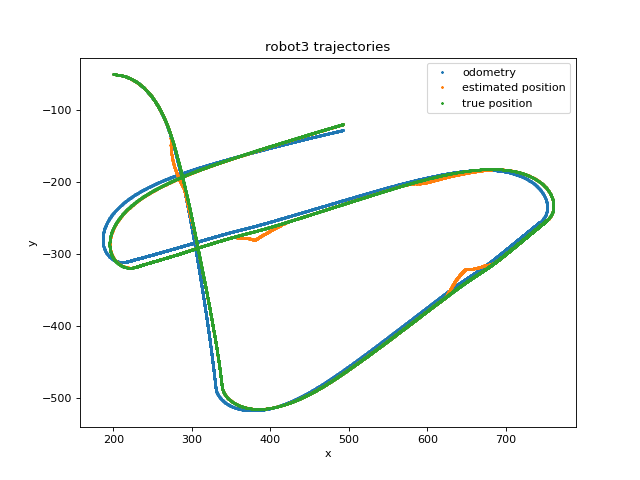 robot3 trajectories
odometry
estimated position
true position
−100
−200
−300
−400
−500
y
200 300 400 500 600 700
x